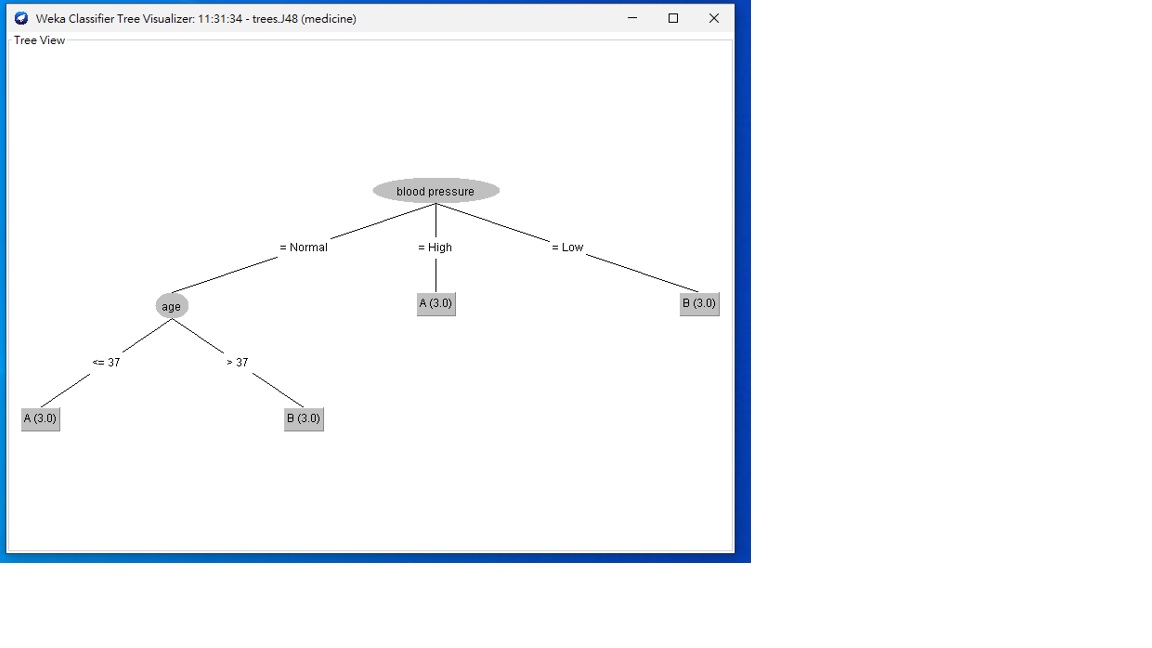 Weka Classifier Tree Visualizer: 11:31:34 - trees.J48 (medicine)
Tree View
blood pressure
= Normal
= High
= Low
age
A (3.0)
B (3.0)
<= 37
> 37
A (3.0)
B (3.0)